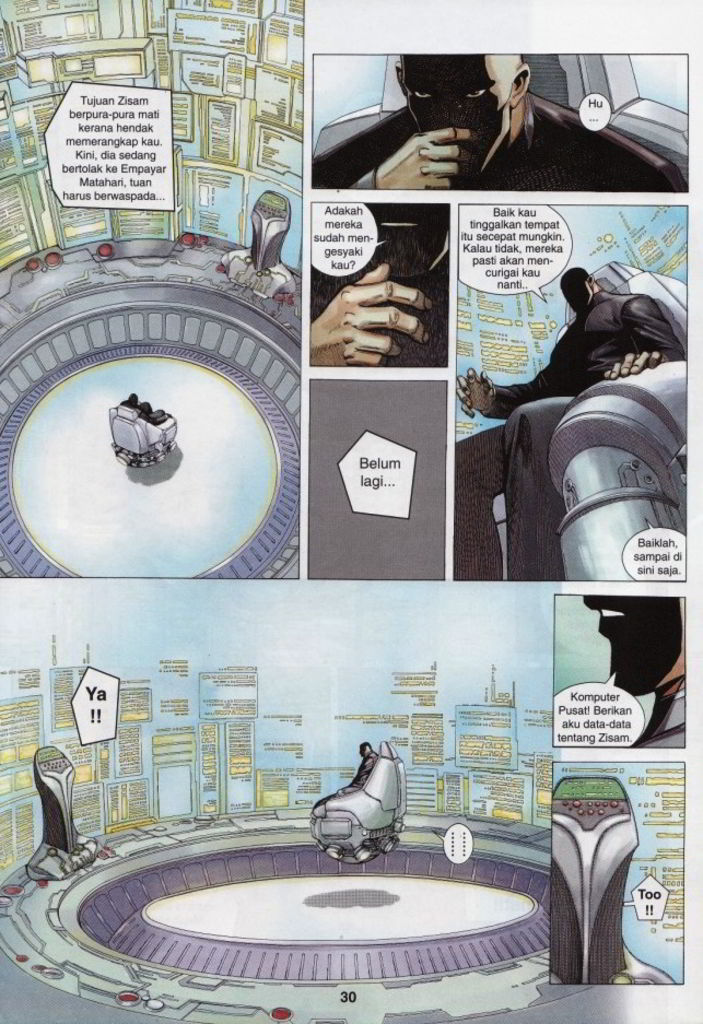 Tujuan Zisam
berpura-pura mati
kerana hendak
memerangkap kau.
Kini, dia sedang
bertolak ke Empayar
Matahari, tuan
harus berwaspada...
Hu
...
Adakah
mereka
sudah men-
gesyaki
kau?
Baik kau
tinggalkan tempat
itu secepat mungkin.
Kalau tidak, mereka
pasti akan men-
curigai kau
nanti..
Belum
lagi...
Baiklah,
sampai di
sini saja.
Ya
!!
Komputer
Pusat! Berikan
aku data-data
tentang Zisam.
Too
!!
30